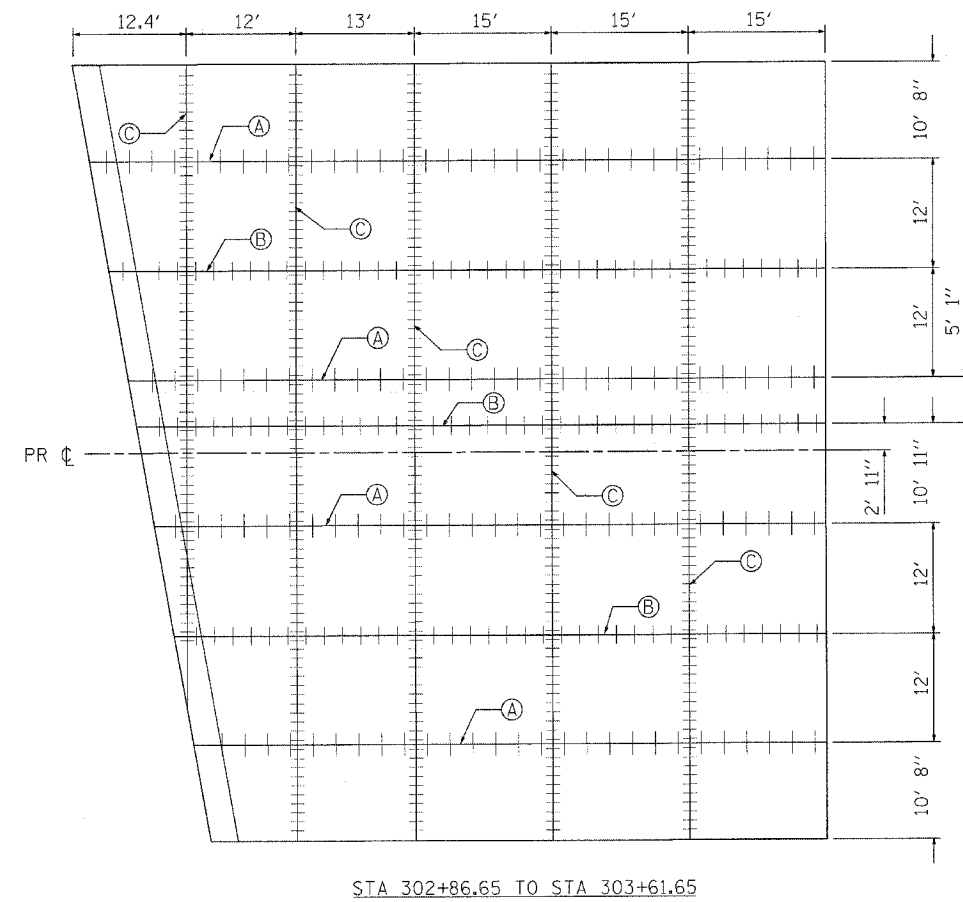 12.4' 12' 13' 15' 15' 15'
10' 8"
C A
12'
B C
12' 5' 1"
A C
B
PR ℄
2' 11" 10' 11"
A C
C
12'
B
12'
A
10' 8"
STA 302+86.65 TO STA 303+61.65